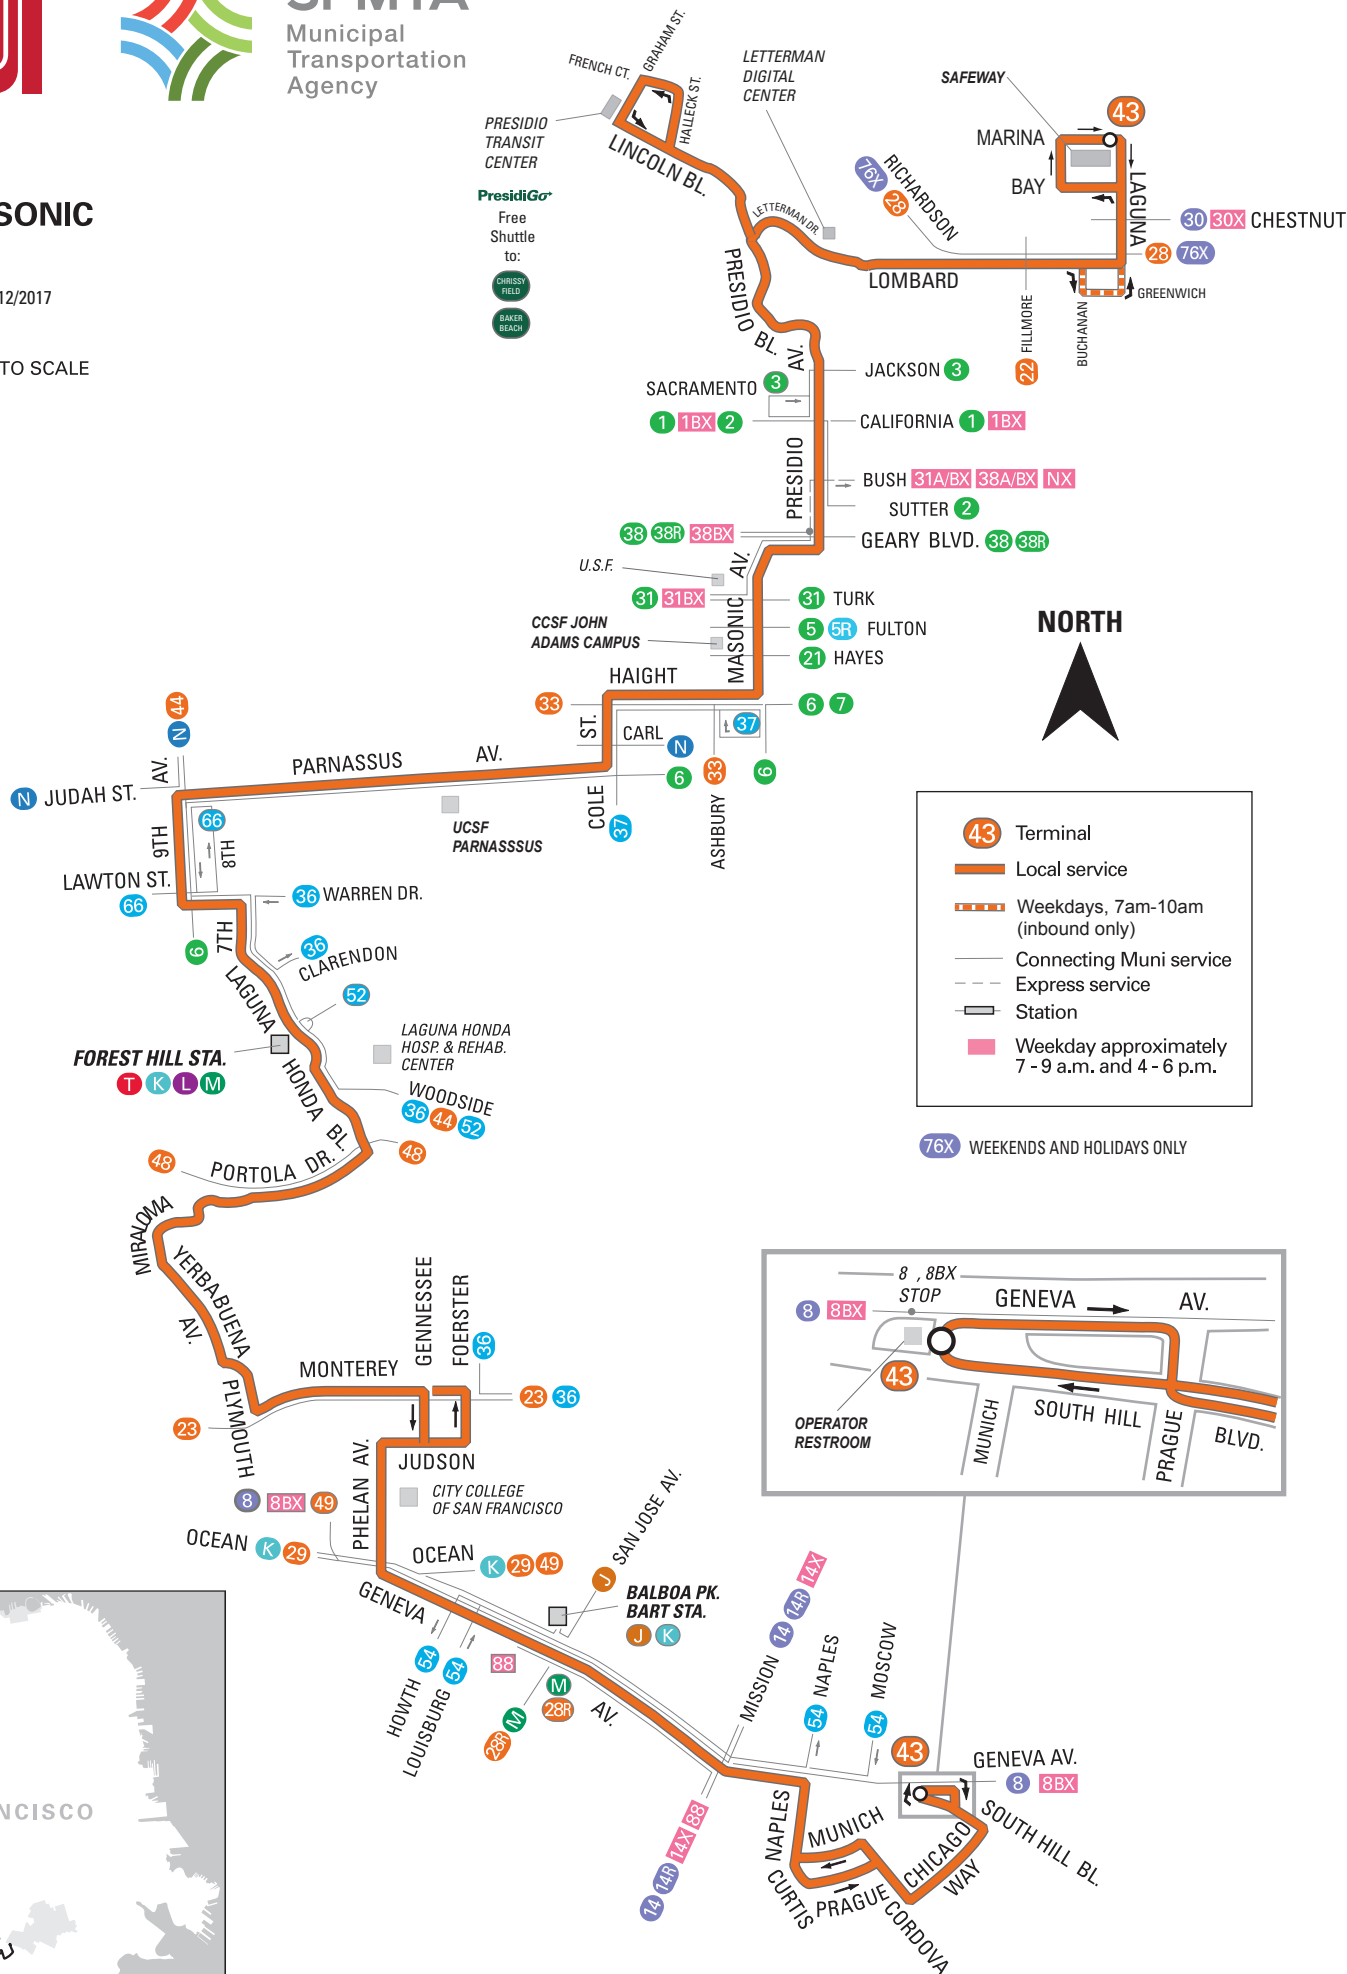 Municipal
Transportation
Agency
SONIC
12/2017
TO SCALE
FRENCH CT.
GRAHAM ST.
HALLECK ST.
PRESIDIO
TRANSIT
CENTER
LINCOLN BL.
PresidiGo
Free
Shuttle
to:
CHRISSY
FIELD
BAKER
BEACH
LETTERMAN
DIGITAL
CENTER
LETTERMAN DR.
SAFEWAY
43
MARINA
BAY
LAGUNA
76X
28
RICHARDSON
30 30X CHESTNUT
28 76X
LOMBARD
GREENWICH
FILLMORE
22
BUCHANAN
PRESIDIO BL.
AV.
JACKSON 3
SACRAMENTO 3
1 1BX 2
CALIFORNIA 1 1BX
PRESIDIO
BUSH 31A/BX 38A/BX NX
SUTTER 2
38 38R 38BX
GEARY BLVD. 38 38R
U.S.F.
AV.
31 31BX
31 TURK
CCSF JOHN
ADAMS CAMPUS
MASONIC
5 5R FULTON
21 HAYES
NORTH
HAIGHT
33
6 7
37
ST.
CARL N
6
COLE
37
33
ASHBURY
6
44
N
AV.
PARNASSUS AV.
N JUDAH ST.
UCSF
PARNASSSUS
9TH
66
8TH
LAWTON ST.
66
36 WARREN DR.
6
7TH
36
CLARENDON
52
LAGUNA HONDA BL.
FOREST HILL STA.
T K L M
LAGUNA HONDA
HOSP. & REHAB.
CENTER
WOODSIDE
36 44 52
48
48
PORTOLA DR.
43 Terminal
Local service
Weekdays, 7am-10am
(inbound only)
Connecting Muni service
Express service
Station
Weekday approximately
7 - 9 a.m. and 4 - 6 p.m.
76X WEEKENDS AND HOLIDAYS ONLY
MIRALOMA
YERBABUENA
AV.
PLYMOUTH
MONTEREY
GENNESSEE
FOERSTER
36
23 36
23
JUDSON
PHELAN AV.
CITY COLLEGE
OF SAN FRANCISCO
8 8BX 49
OCEAN K 29
OCEAN
K 29 49
J SAN JOSE AV.
BALBOA PK.
BART STA.
J K
GENEVA
AV.
HOWTH 54
LOUISBURG 54
88
28R M
M
28R
MISSION 14 14R 14X
14 14R 14X 88
54 NAPLES
54 MOSCOW
43
GENEVA AV.
8 8BX
NAPLES
MUNICH
CURTIS
PRAGUE
CORDOVA
CHICAGO
WAY
SOUTH HILL BL.
8 , 8BX
STOP
8 8BX
GENEVA AV.
43
OPERATOR
RESTROOM
MUNICH
SOUTH HILL BLVD.
PRAGUE
NCISCO